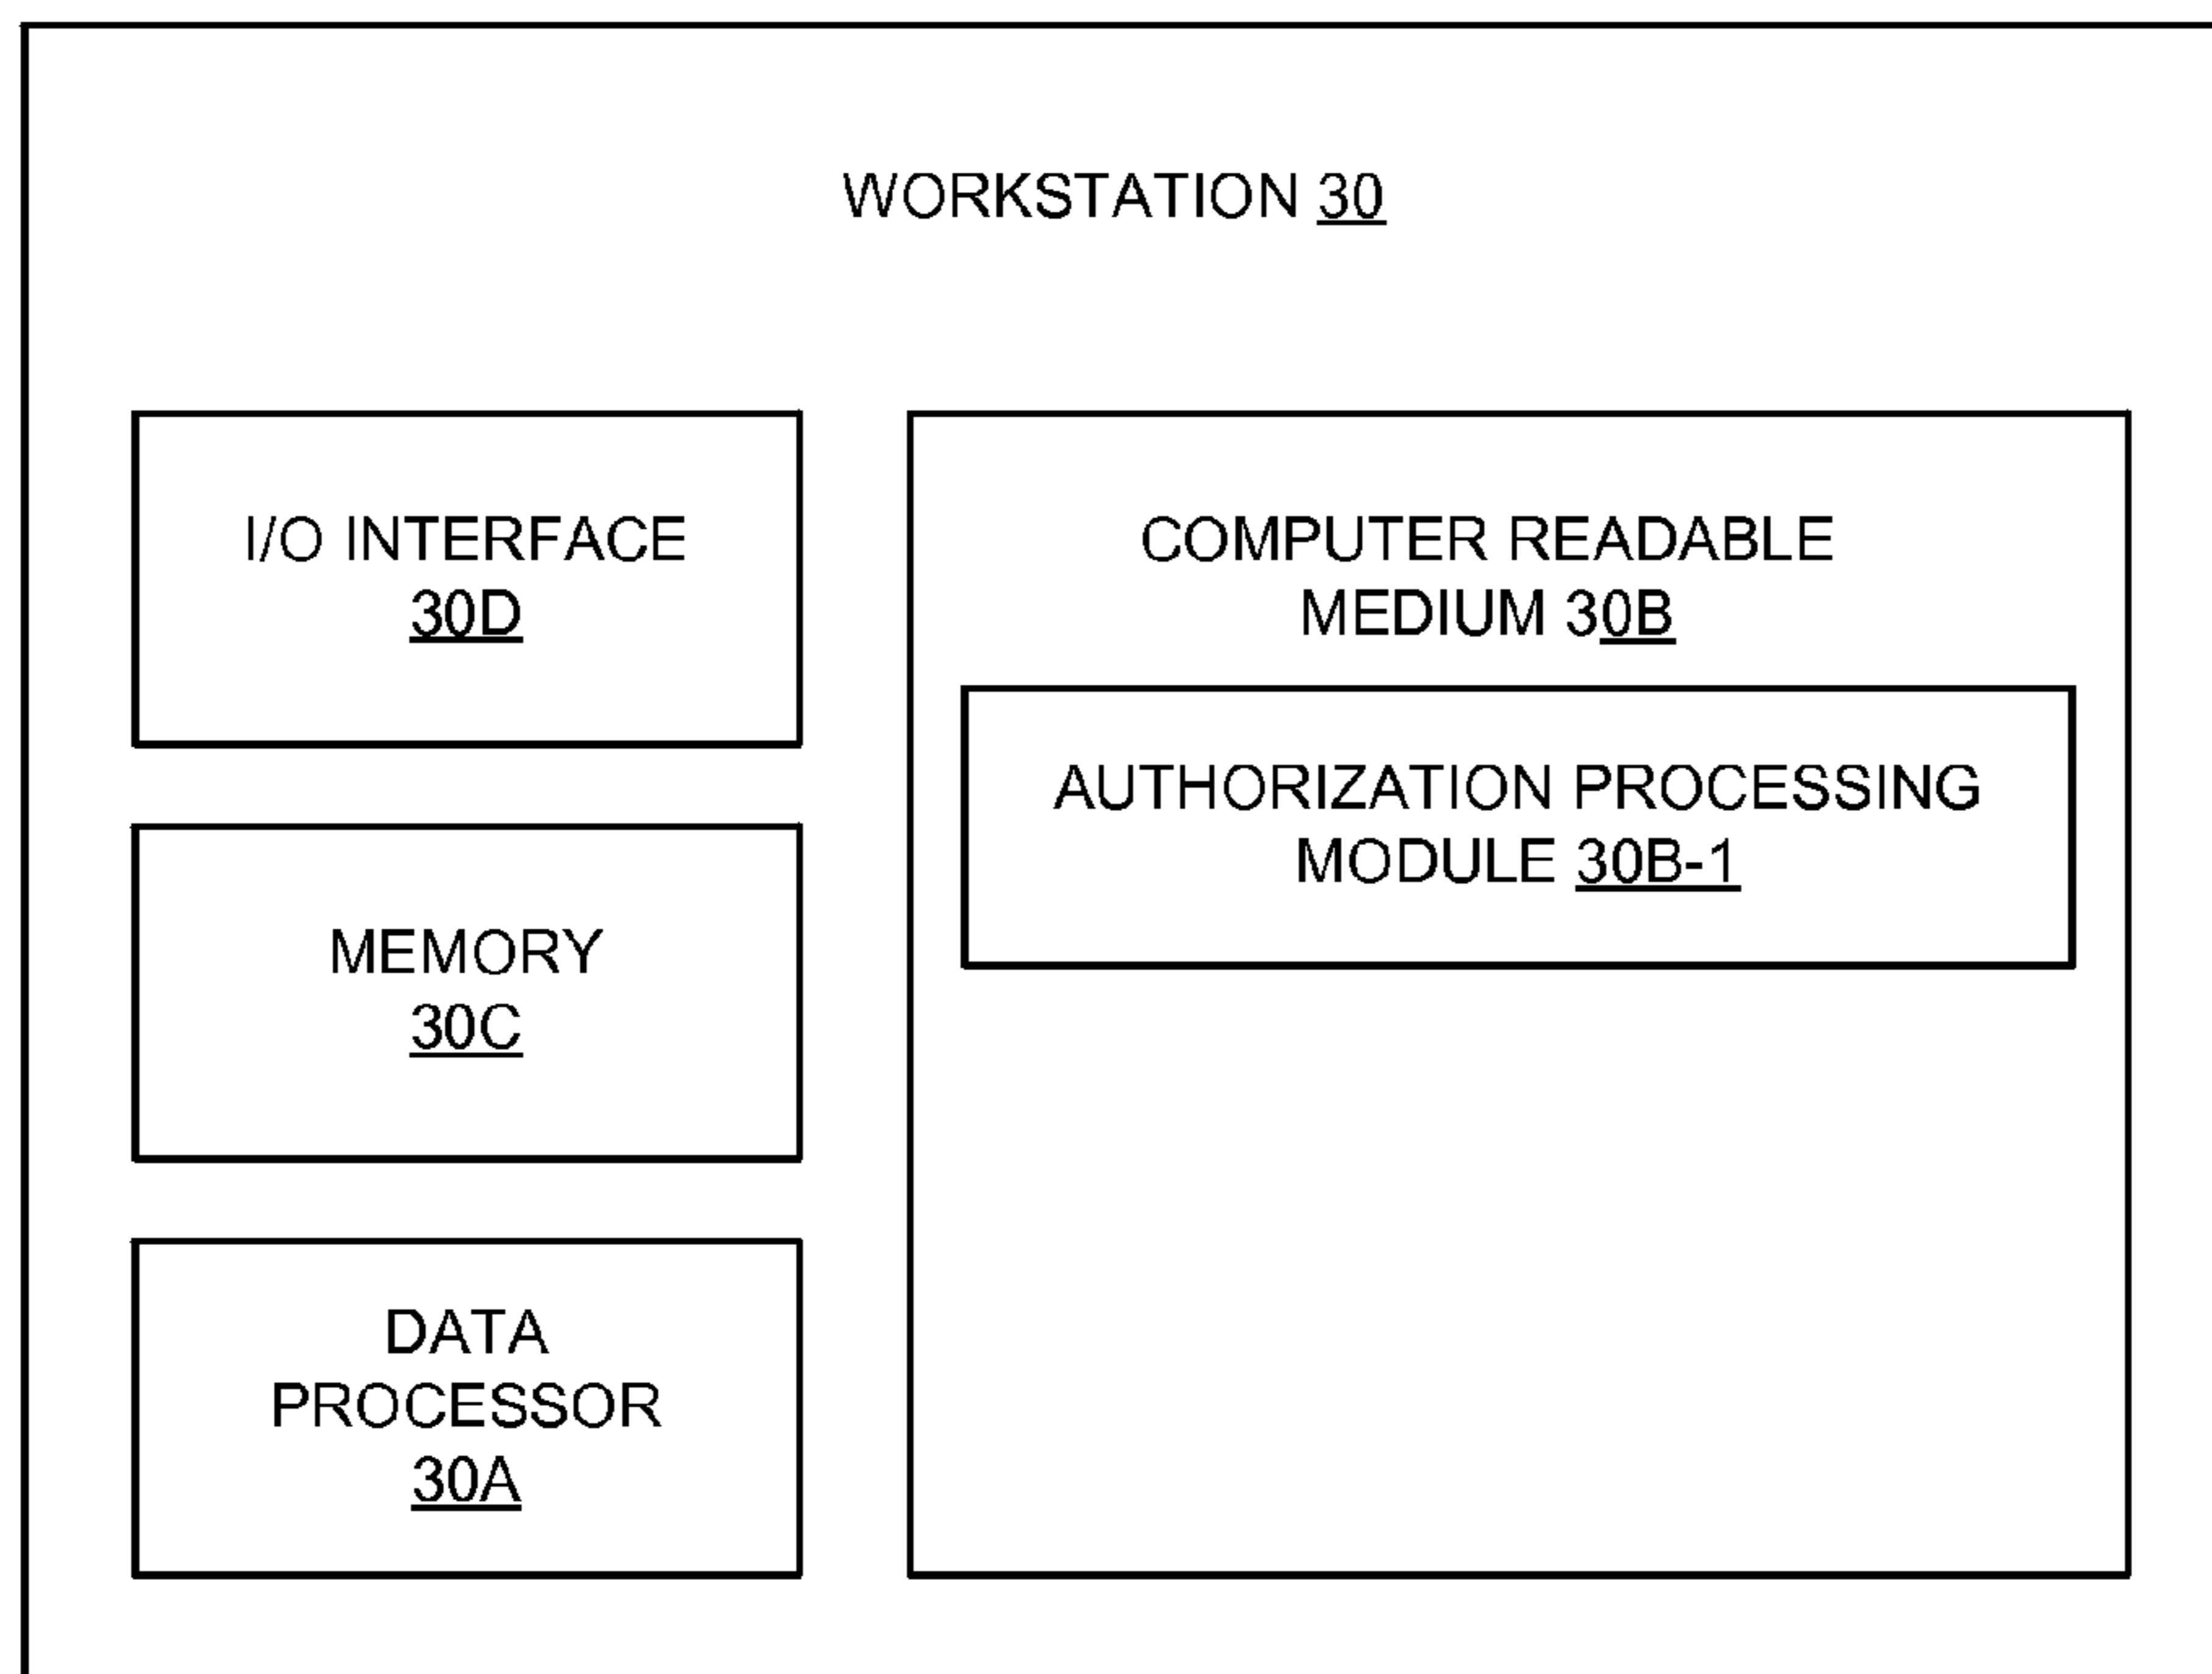 WORKSTATION 30
I/O INTERFACE
30D
MEMORY
30C
DATA
PROCESSOR
30A
COMPUTER READABLE
MEDIUM 30B
AUTHORIZATION PROCESSING
MODULE 30B-1